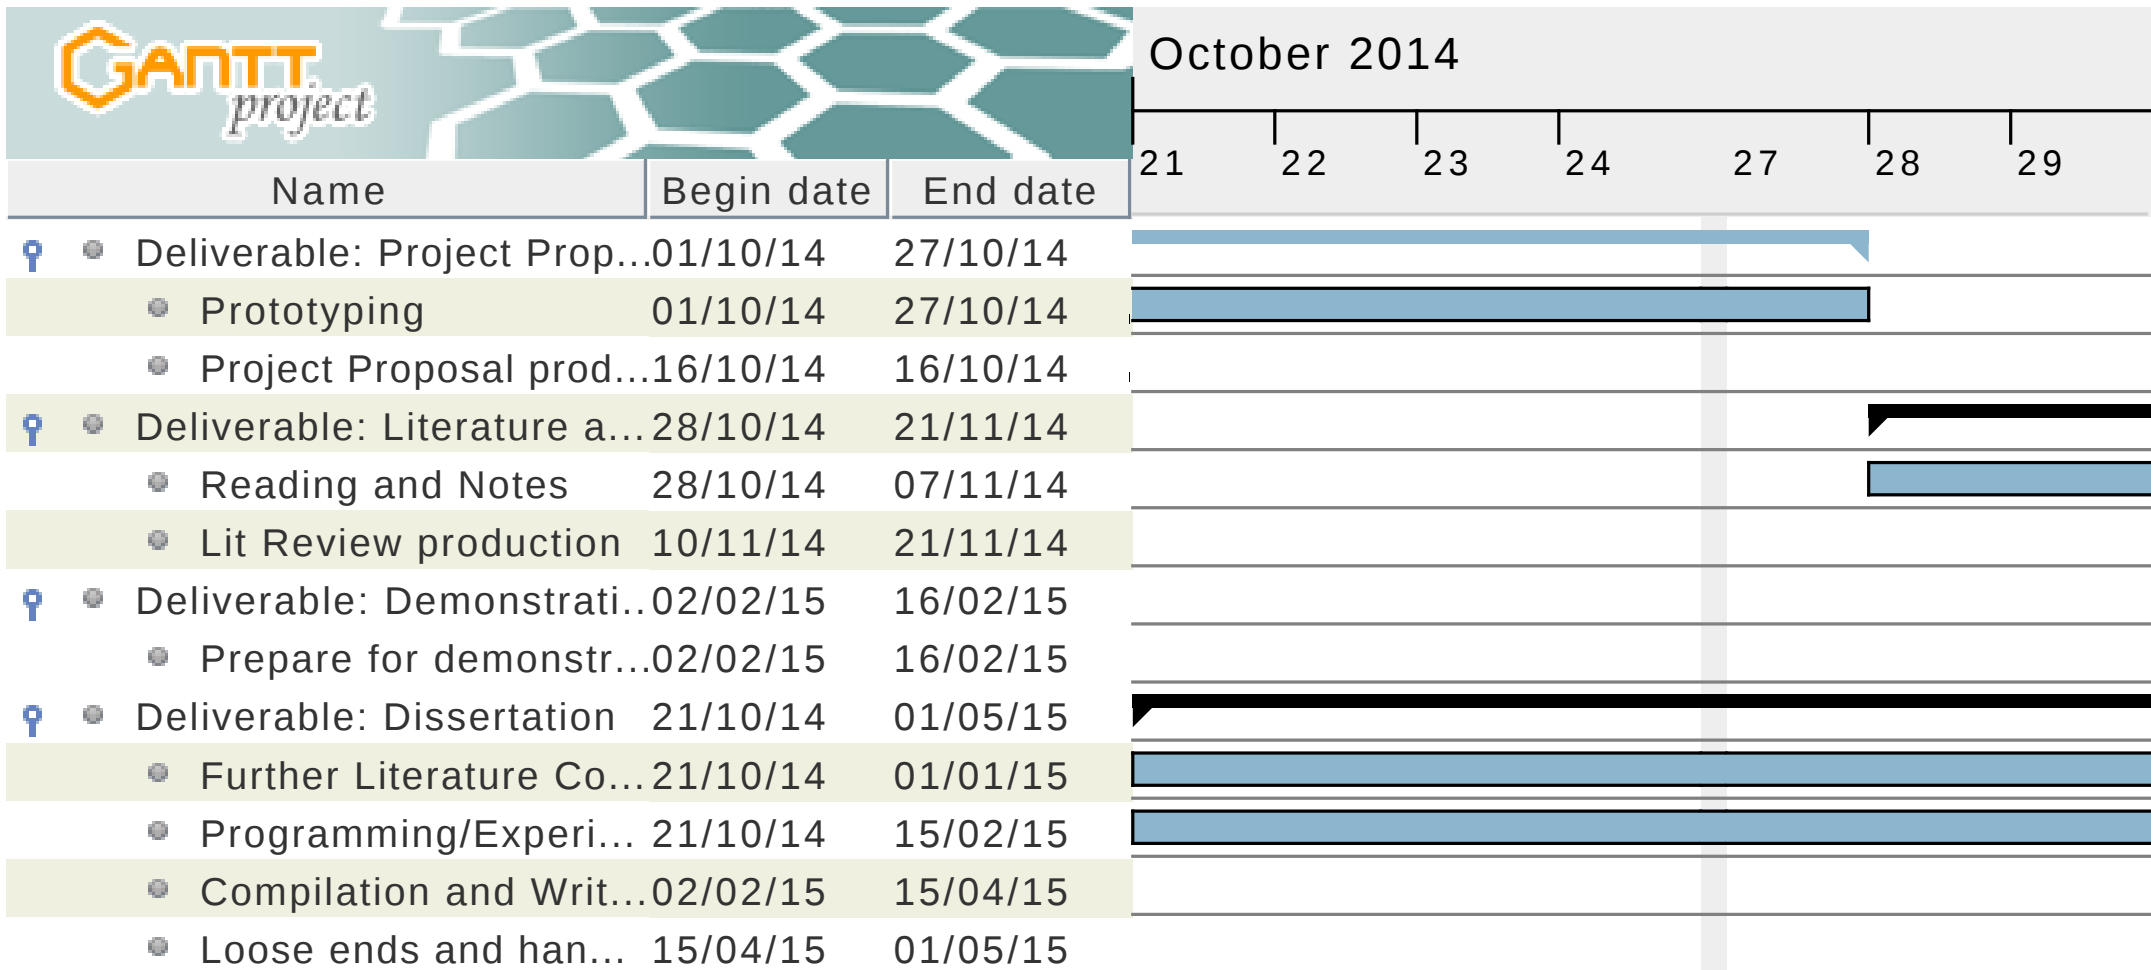 GANTT
project
October 2014
21 22 23 24 27 28 29
Name Begin date End date
Deliverable: Project Prop... 01/10/14 27/10/14
Prototyping 01/10/14 27/10/14
Project Proposal prod... 16/10/14 16/10/14
Deliverable: Literature a... 28/10/14 21/11/14
Reading and Notes 28/10/14 07/11/14
Lit Review production 10/11/14 21/11/14
Deliverable: Demonstrati.. 02/02/15 16/02/15
Prepare for demonstr... 02/02/15 16/02/15
Deliverable: Dissertation 21/10/14 01/05/15
Further Literature Co... 21/10/14 01/01/15
Programming/Experi... 21/10/14 15/02/15
Compilation and Writ... 02/02/15 15/04/15
Loose ends and han... 15/04/15 01/05/15